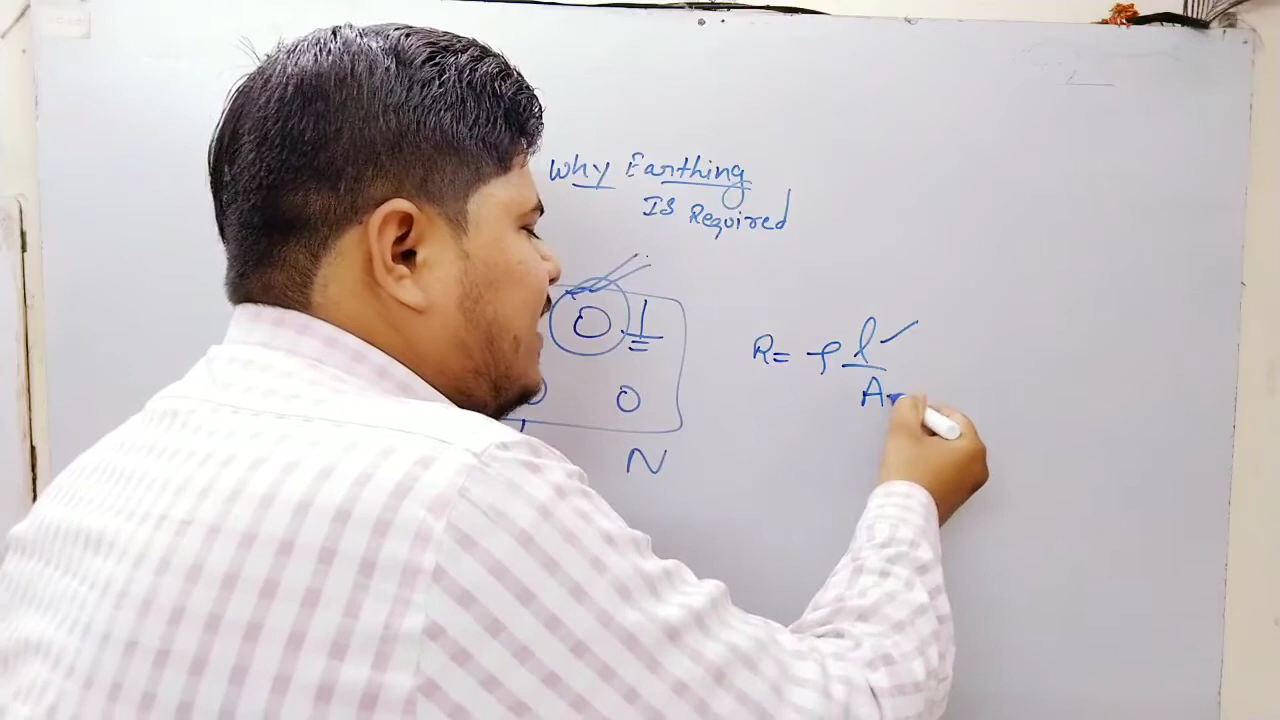 Why Earthing
Is Required
R = ρ l / A
N